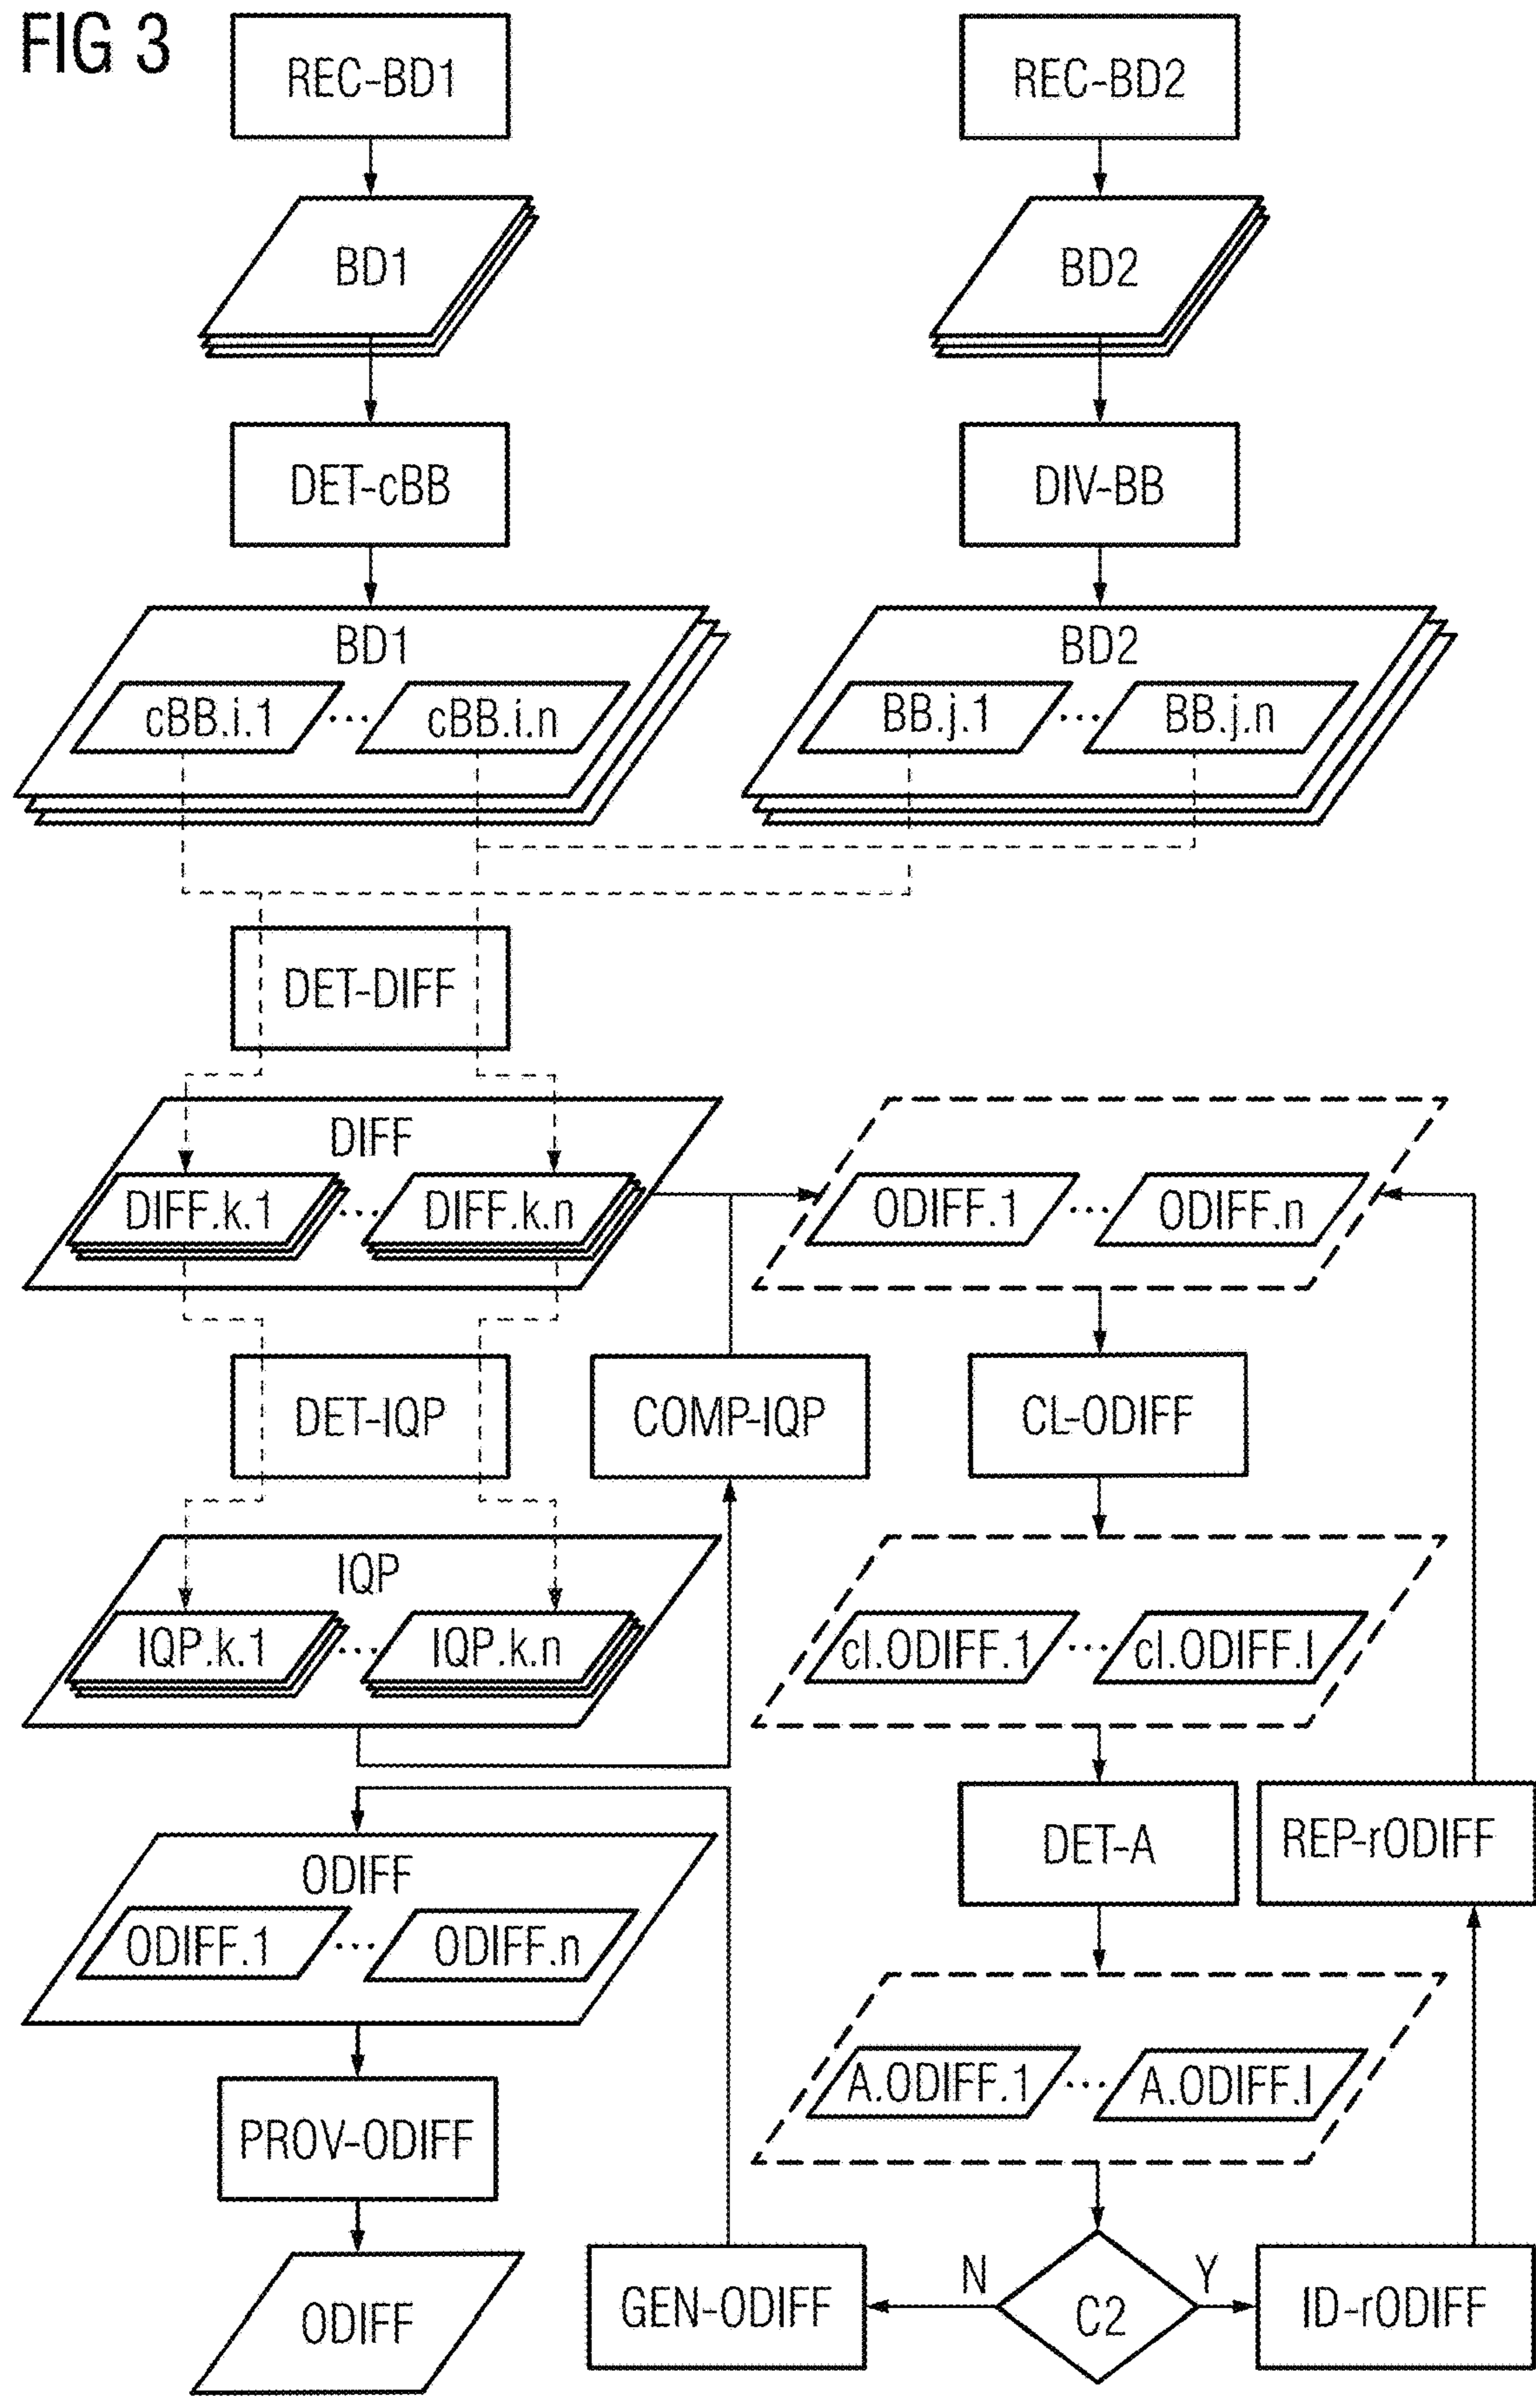 FIG 3
REC-BD1
REC-BD2
BD1
BD2
DET-cBB
DIV-BB
BD1
BD2
cBB.i.1 ... cBB.i.n
BB.j.1 ... BB.j.n
DET-DIFF
DIFF
DIFF.k.1 ... DIFF.k.n
ODIFF.1 ... ODIFF.n
DET-IQP
COMP-IQP
CL-ODIFF
IQP
IQP.k.1 ... IQP.k.n
cl.ODIFF.1 ... cl.ODIFF.l
DET-A
REP-rODIFF
ODIFF
ODIFF.1 ... ODIFF.n
A.ODIFF.1 ... A.ODIFF.l
PROV-ODIFF
N
Y
GEN-ODIFF
C2
ID-rODIFF
ODIFF